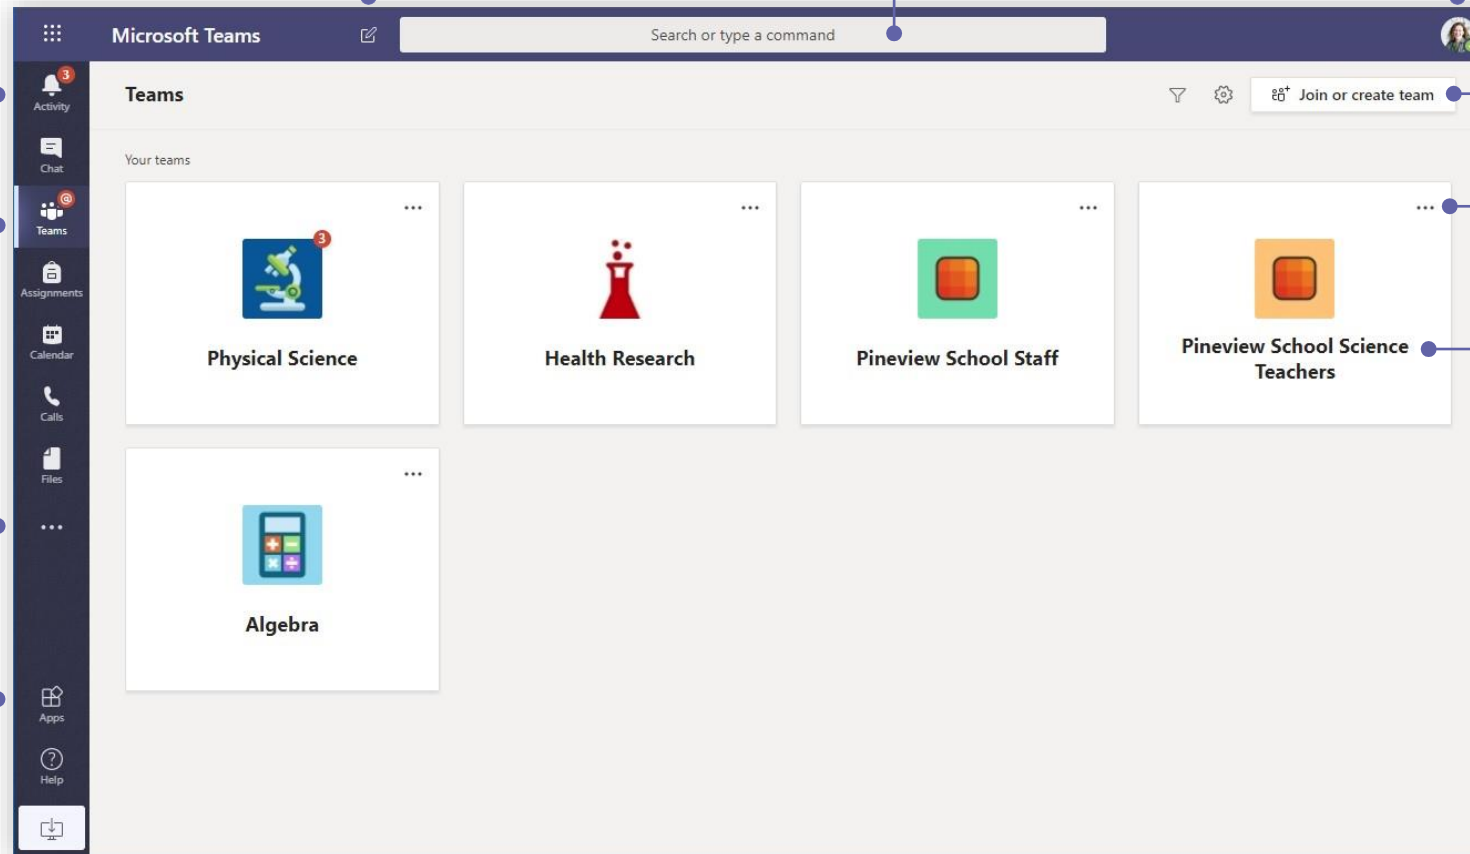 Microsoft Teams
Search or type a command
3
Activity
Chat
@
Teams
Assignments
Calendar
Calls
Files
Apps
Help
Teams
Join or create team
Your teams
3
Physical Science
Health Research
Pineview School Staff
Pineview School Science
Teachers
Algebra